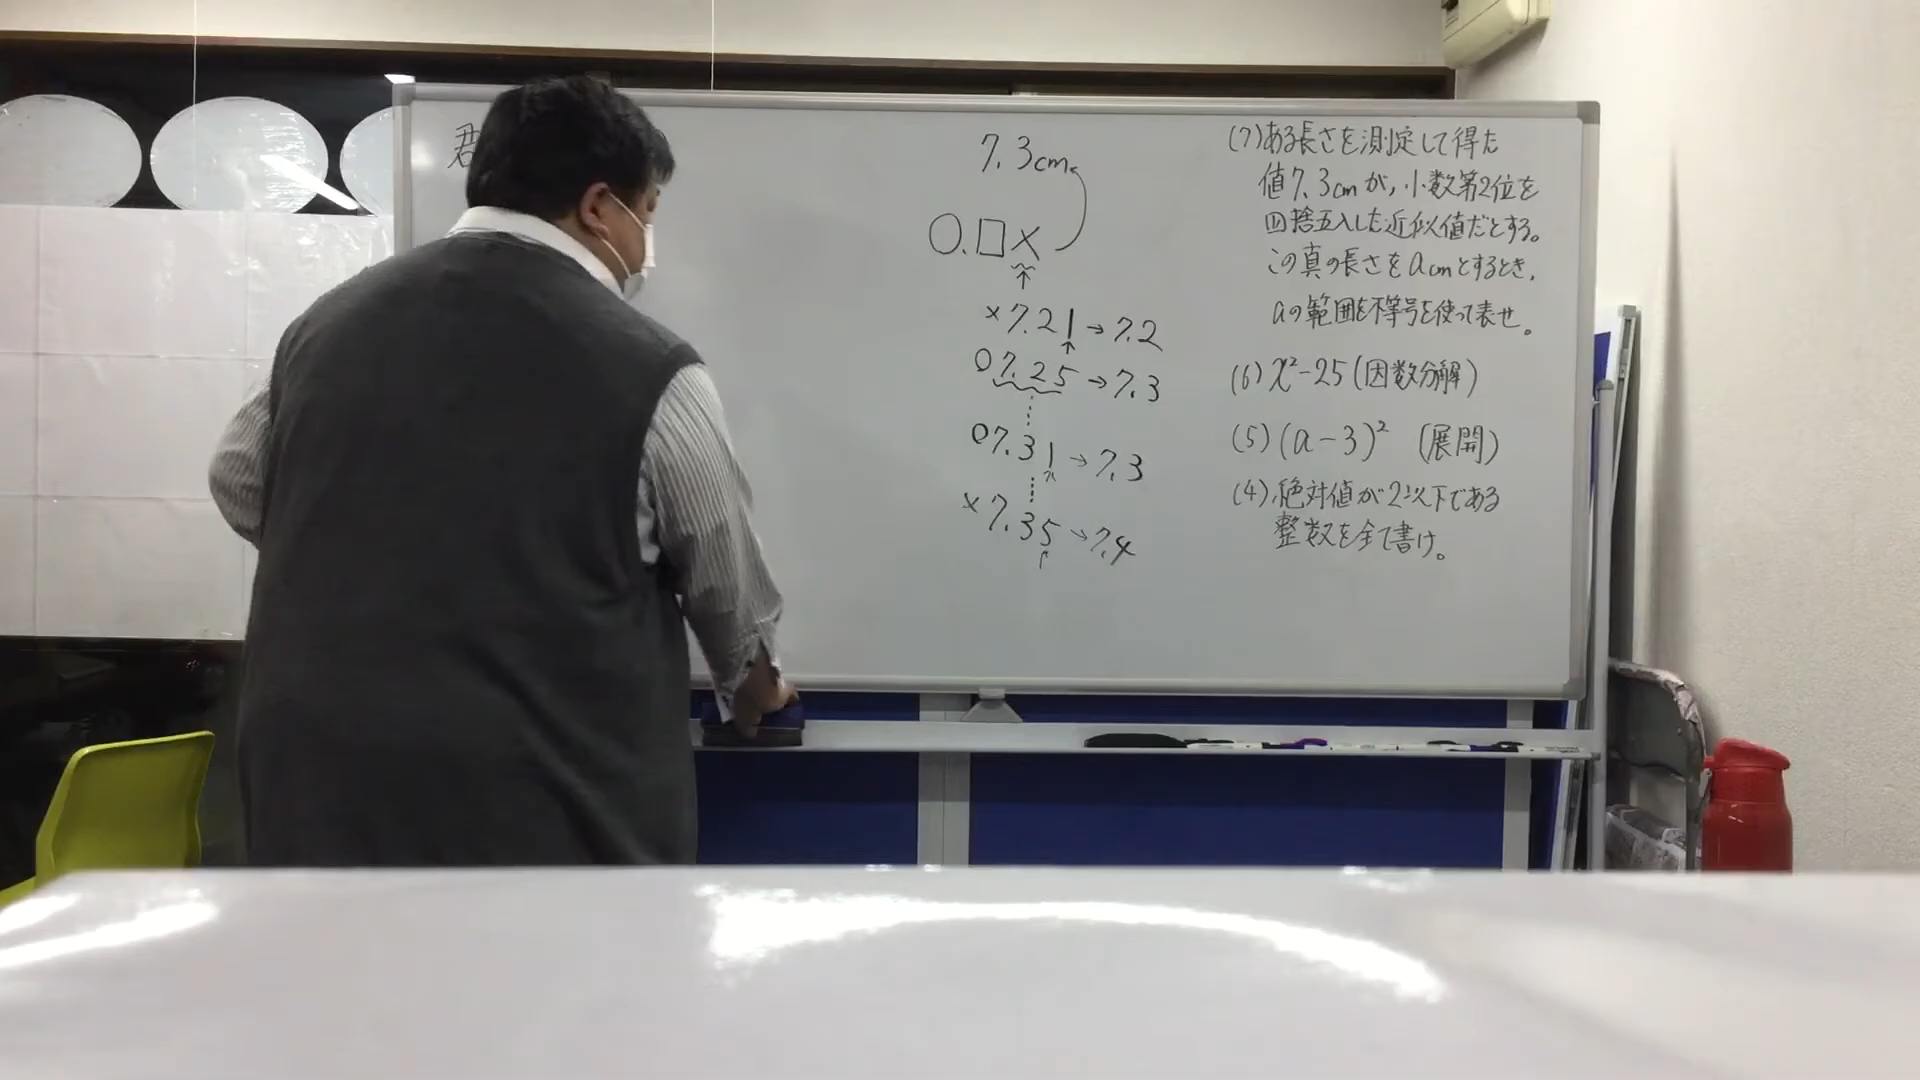 君
7.3cm
○.□×
↑
×7.21→7.2
↑
○7.25→7.3
○7.31→7.3
×7.35→7.4
↑
(7)ある長さを測定して得た
値7.3cmが,小数第2位を
四捨五入した近似値だとする。
この真の長さをacmとするとき,
aの範囲を不等号を使って表せ。
(6)x²-25(因数分解)
(5)(a-3)² (展開)
(4)絶対値が2以下である
整数を全て書け。